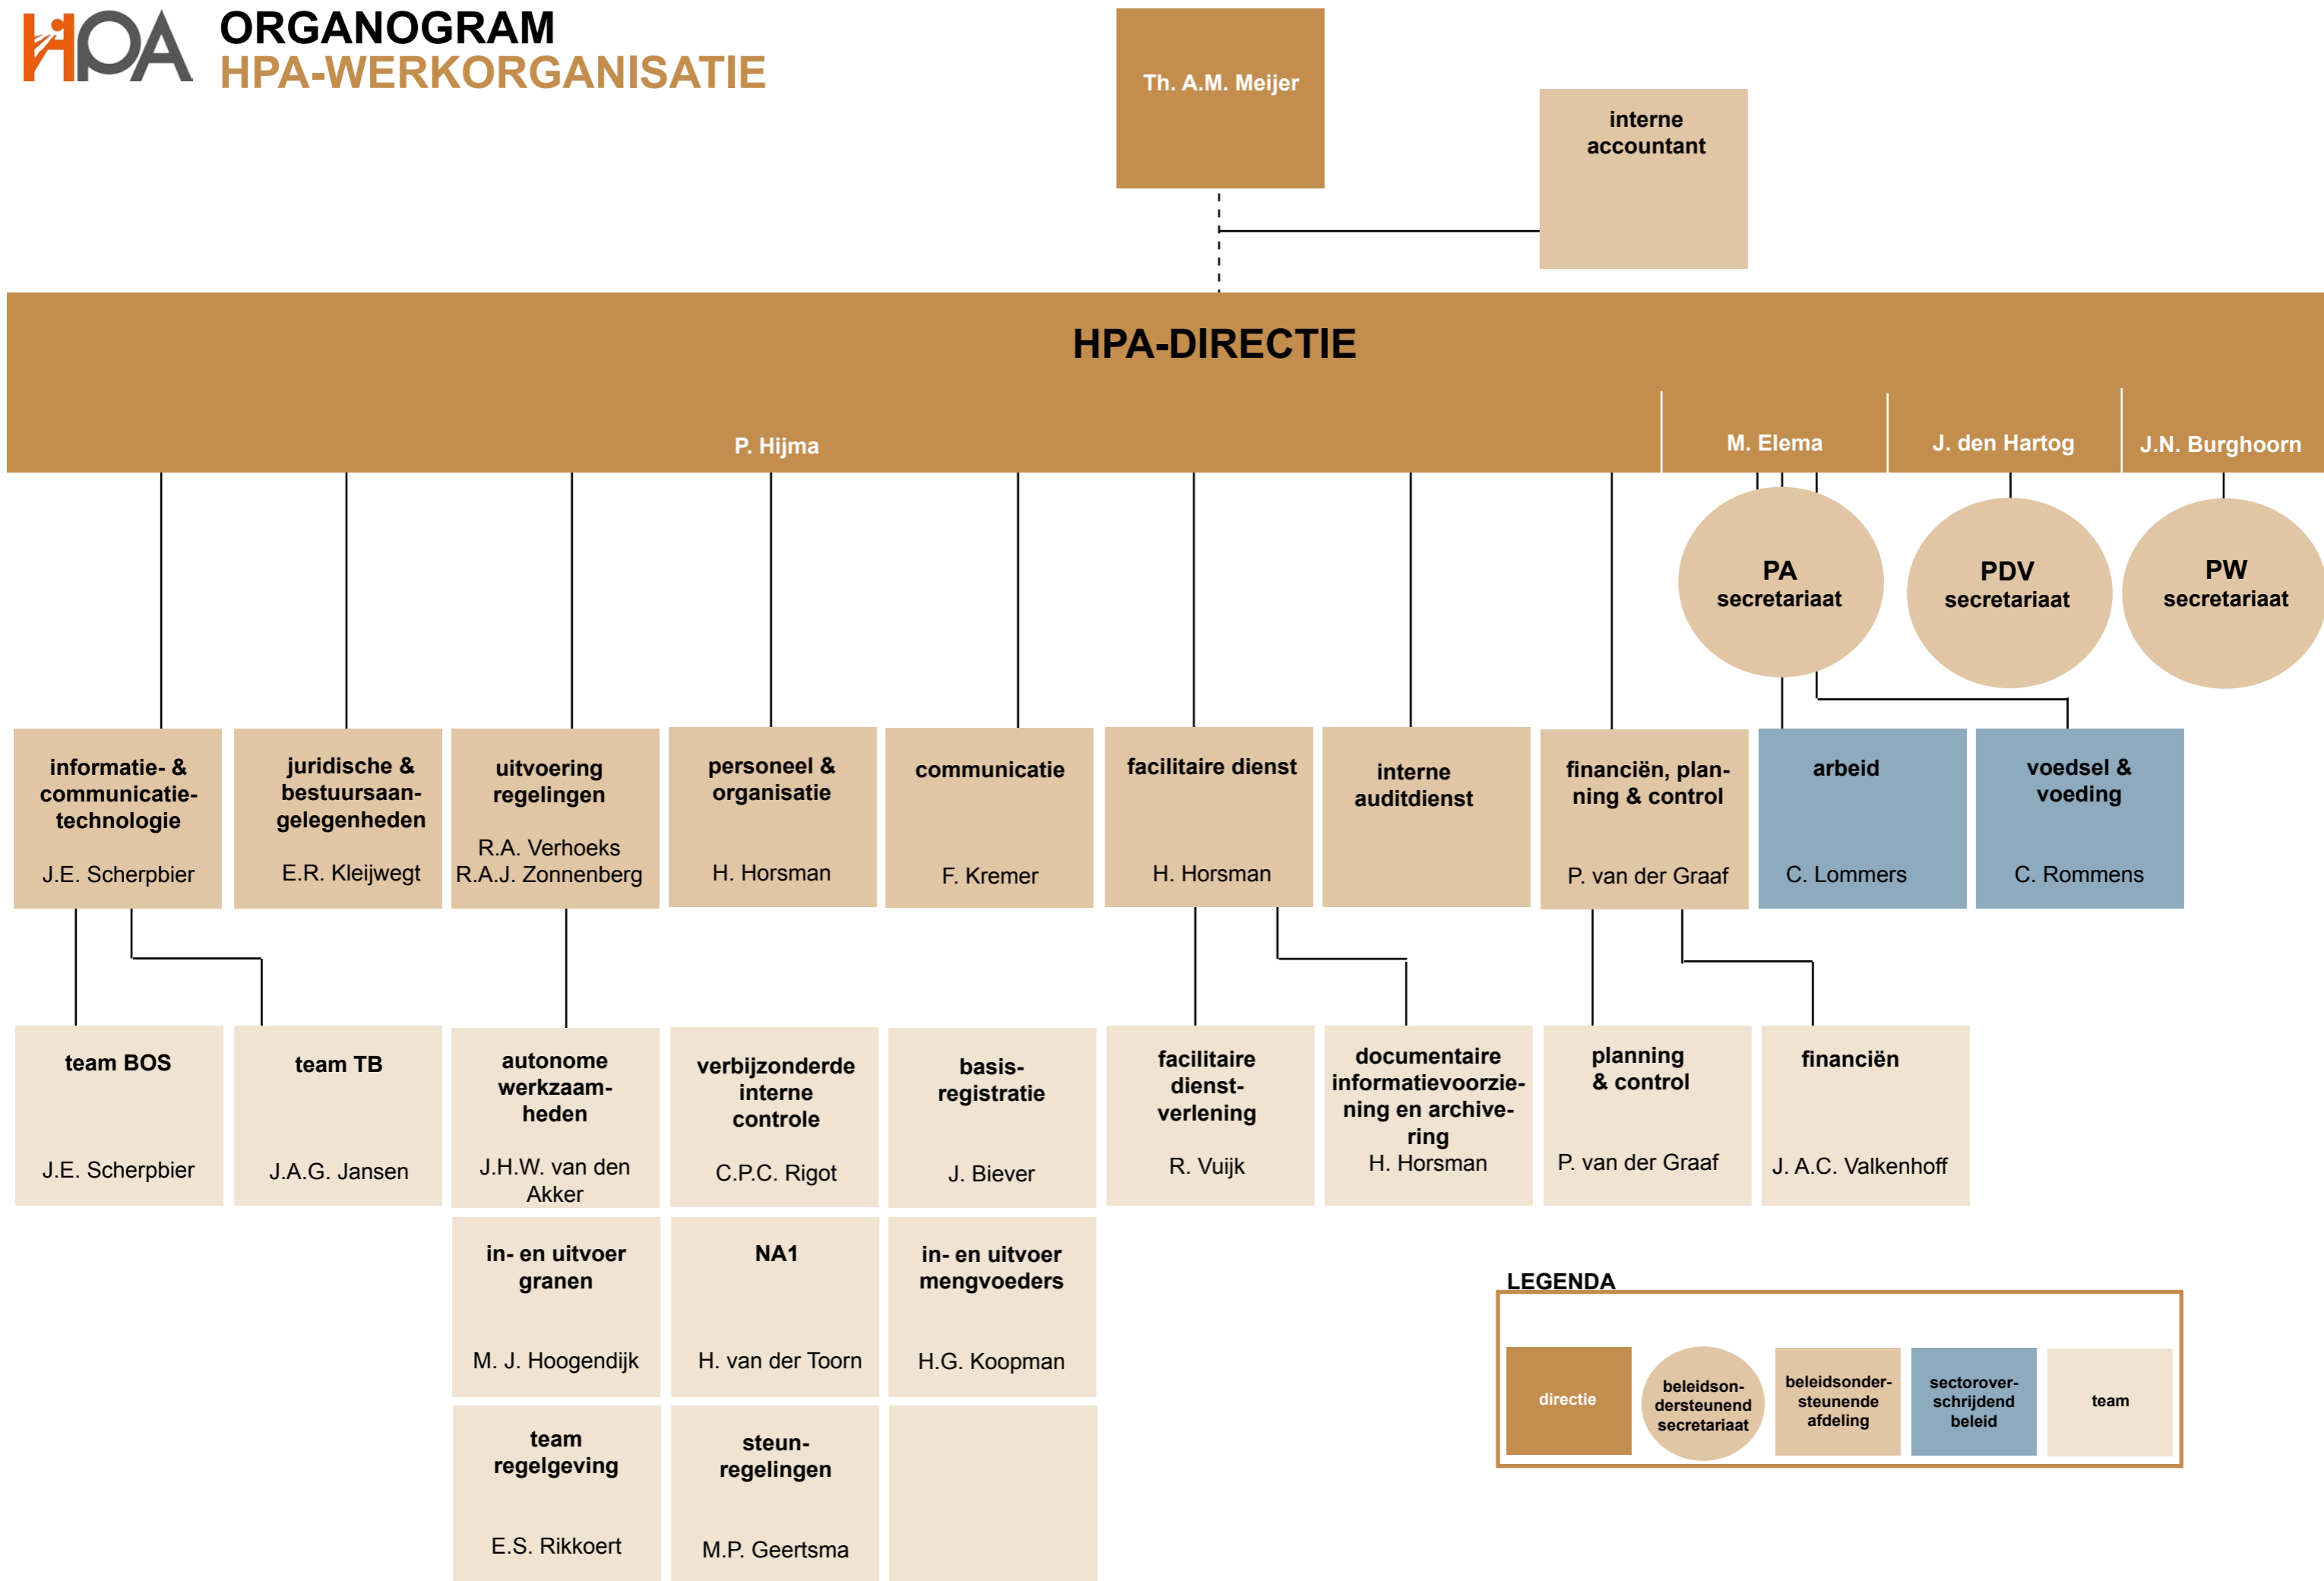 HPA
ORGANOGRAM
HPA-WERKORGANISATIE
Th. A.M. Meijer
interne
accountant
HPA-DIRECTIE
P. Hijma
M. Elema
J. den Hartog
J.N. Burghoorn
PA
secretariaat
PDV
secretariaat
PW
secretariaat
informatie- &
communicatie-
technologie
J.E. Scherpbier
juridische &
bestuursaan-
gelegenheden
E.R. Kleijwegt
uitvoering
regelingen
R.A. Verhoeks
R.A.J. Zonnenberg
personeel &
organisatie
H. Horsman
communicatie
F. Kremer
facilitaire dienst
H. Horsman
interne
auditdienst
financiën, plan-
ning & control
P. van der Graaf
arbeid
C. Lommers
voedsel &
voeding
C. Rommens
team BOS
J.E. Scherpbier
team TB
J.A.G. Jansen
autonome
werkzaam-
heden
J.H.W. van den
Akker
verbijzonderde
interne
controle
C.P.C. Rigot
basis-
registratie
J. Biever
facilitaire
dienst-
verlening
R. Vuijk
documentaire
informatievoorzie-
ning en archive-
ring
H. Horsman
planning
& control
P. van der Graaf
financiën
J. A.C. Valkenhoff
in- en uitvoer
granen
M. J. Hoogendijk
NA1
H. van der Toorn
in- en uitvoer
mengvoeders
H.G. Koopman
team
regelgeving
E.S. Rikkoert
steun-
regelingen
M.P. Geertsma
LEGENDA
directie
beleidson-
dersteunend
secretariaat
beleidsonder-
steunende
afdeling
sectorover-
schrijdend
beleid
team